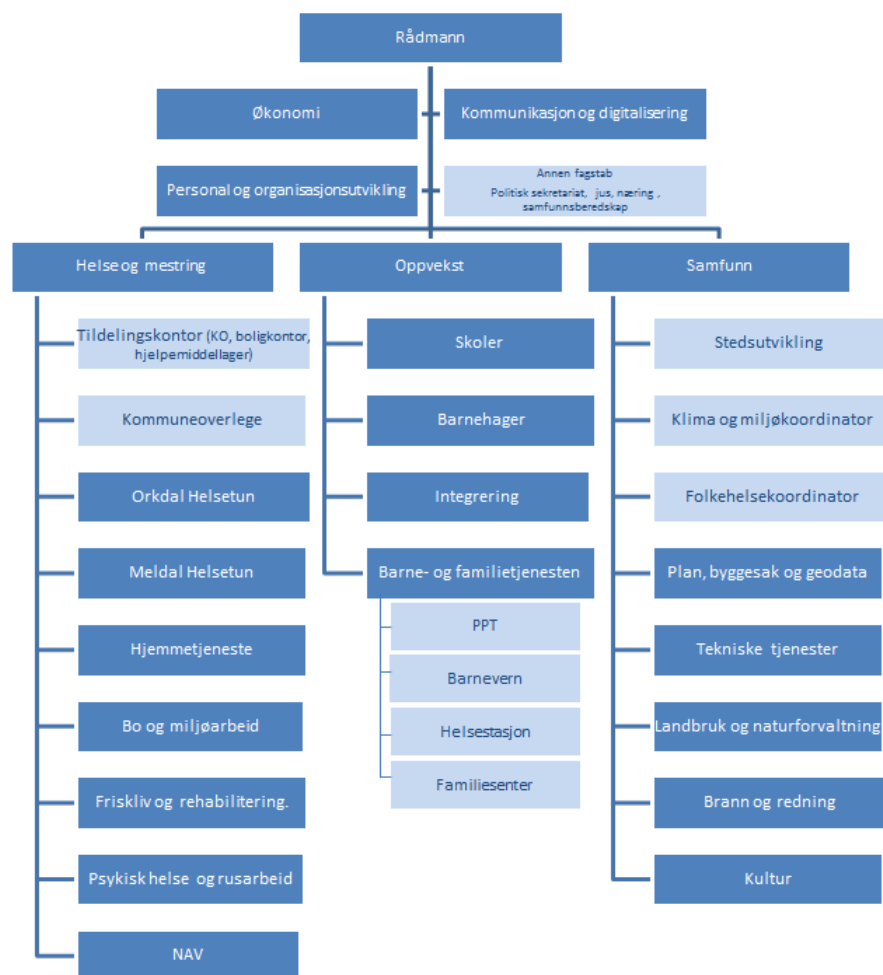 Rådmann
Økonomi
Kommunikasjon og digitalisering
Personal og organisasjonsutvikling
Annen fagstab
Politisk sekretariat, jus, næring ,
samfunnsberedskap
Helse og mestring
Oppvekst
Samfunn
Tildelingskontor (KO, boligkontor,
hjelpemiddellager)
Kommuneoverlege
Orkdal Helsetun
Meldal Helsetun
Hjemmetjeneste
Bo og miljøarbeid
Friskliv og rehabilitering.
Psykisk helse og rusarbeid
NAV
Skoler
Barnehager
Integrering
Barne- og familietjenesten
PPT
Barnevern
Helsestasjon
Familiesenter
Stedsutvikling
Klima og miljøkoordinator
Folkehelsekoordinator
Plan, byggesak og geodata
Tekniske tjenester
Landbruk og naturforvaltning
Brann og redning
Kultur